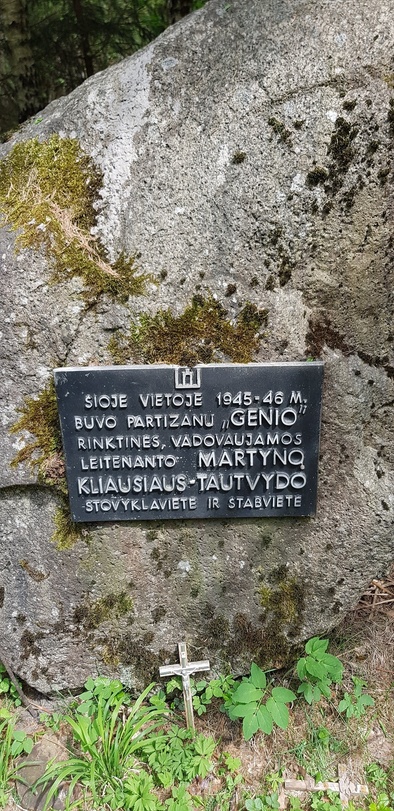 ŠIOJE VIETOJE 1945-46 M.
BUVO PARTIZANŲ „GENIO"
RINKTINĖS, VADOVAUJAMOS
LEITENANTO MARTYNO
KLIAUSIAUS-TAUTVYDO
STOVYKLAVIETĖ IR ŠTABVIETĖ